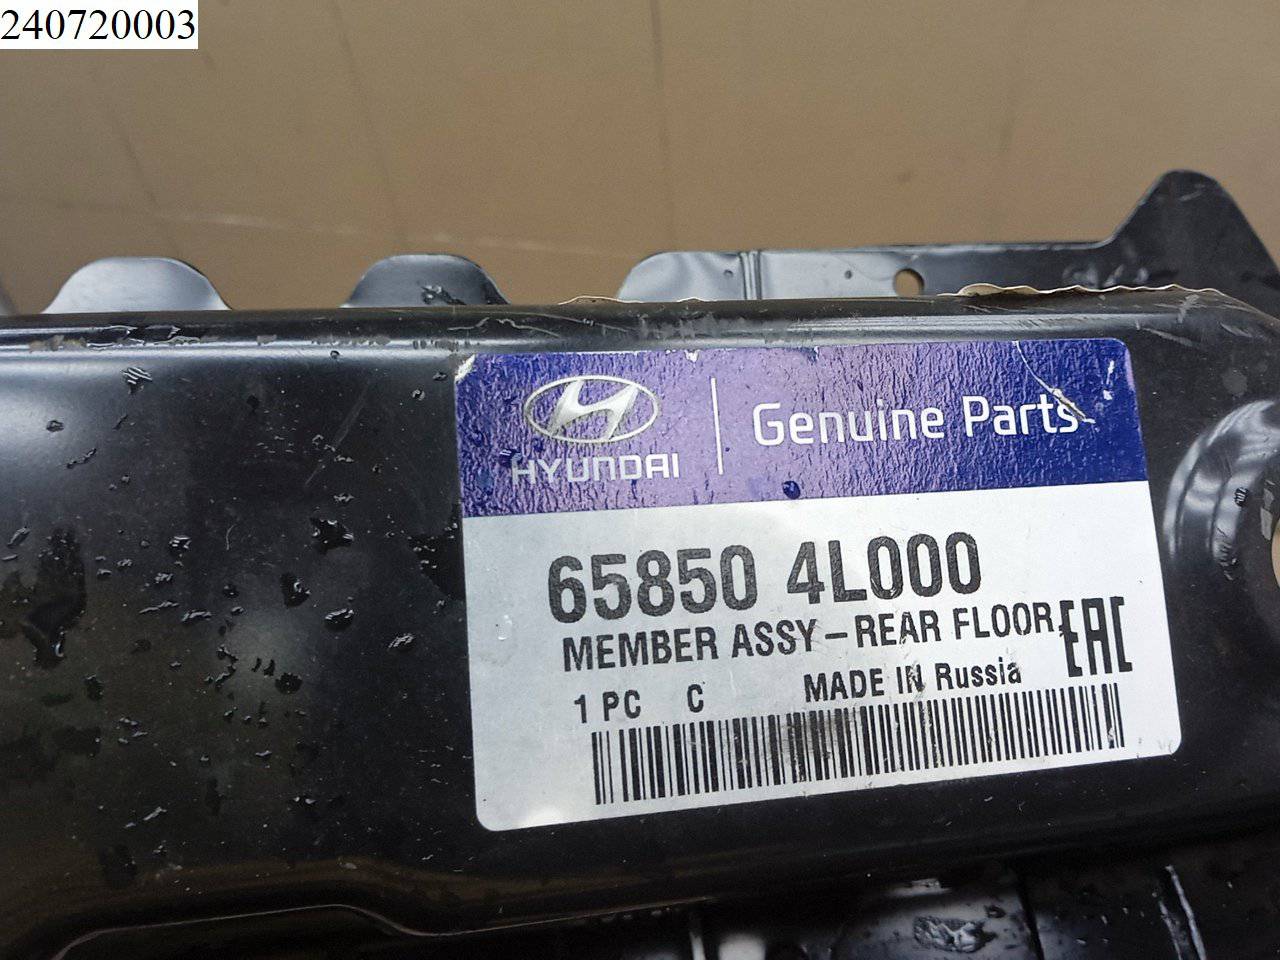 240720003
HYUNDAI
Genuine Parts
65850 4L000
MEMBER ASSY-REAR FLOOR
EAC
1 PC C MADE IN Russia